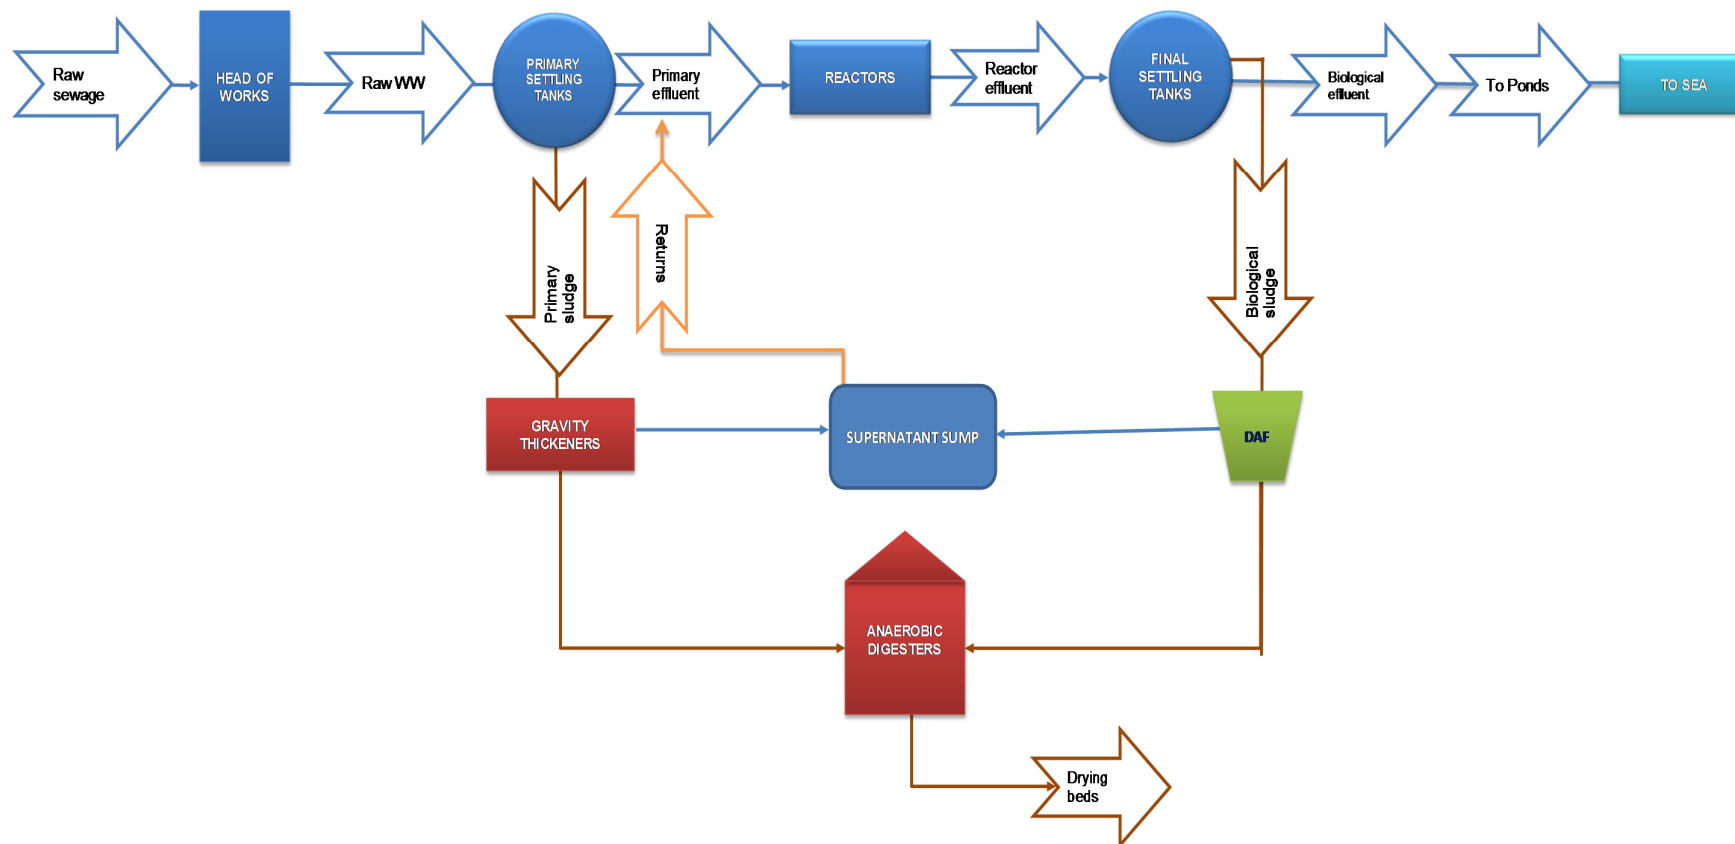 Raw
sewage
HEAD OF
WORKS
Raw WW
PRIMARY
SETTLING
TANKS
Primary
effluent
REACTORS
Reactor
effluent
FINAL
SETTLING
TANKS
Biological
effluent
To Ponds
TO SEA
Primary
sludge
Returns
Biological
sludge
GRAVITY
THICKENERS
SUPERNATANT SUMP
DAF
ANAEROBIC
DIGESTERS
Drying
beds